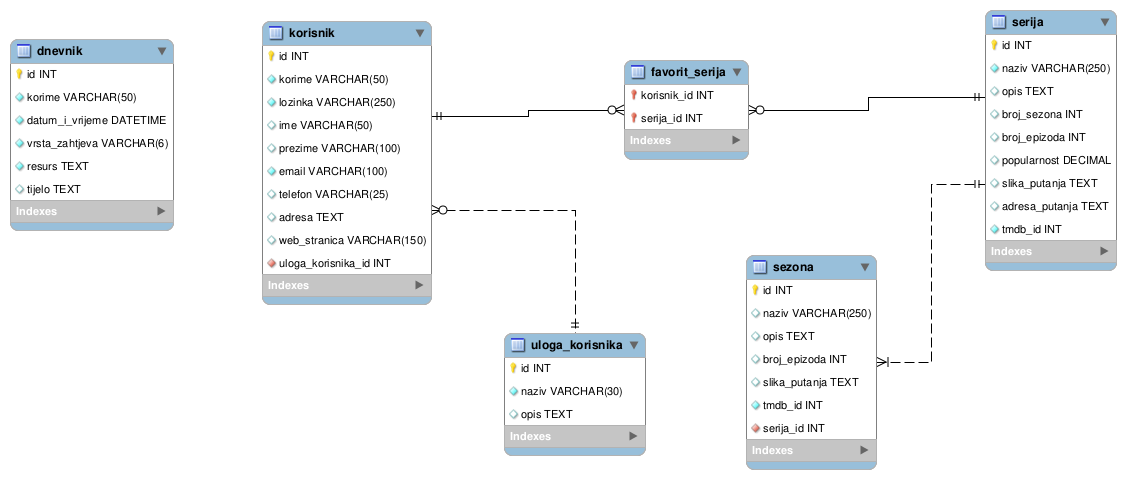 dnevnik
id INT
korime VARCHAR(50)
datum_i_vrijeme DATETIME
vrsta_zahtjeva VARCHAR(6)
resurs TEXT
tijelo TEXT
Indexes
korisnik
id INT
korime VARCHAR(50)
lozinka VARCHAR(250)
ime VARCHAR(50)
prezime VARCHAR(100)
email VARCHAR(100)
telefon VARCHAR(25)
adresa TEXT
web_stranica VARCHAR(150)
uloga_korisnika_id INT
Indexes
favorit_serija
korisnik_id INT
serija_id INT
Indexes
serija
id INT
naziv VARCHAR(250)
opis TEXT
broj_sezona INT
broj_epizoda INT
popularnost DECIMAL
slika_putanja TEXT
adresa_putanja TEXT
tmdb_id INT
Indexes
uloga_korisnika
id INT
naziv VARCHAR(30)
opis TEXT
Indexes
sezona
id INT
naziv VARCHAR(250)
opis TEXT
broj_epizoda INT
slika_putanja TEXT
tmdb_id INT
serija_id INT
Indexes